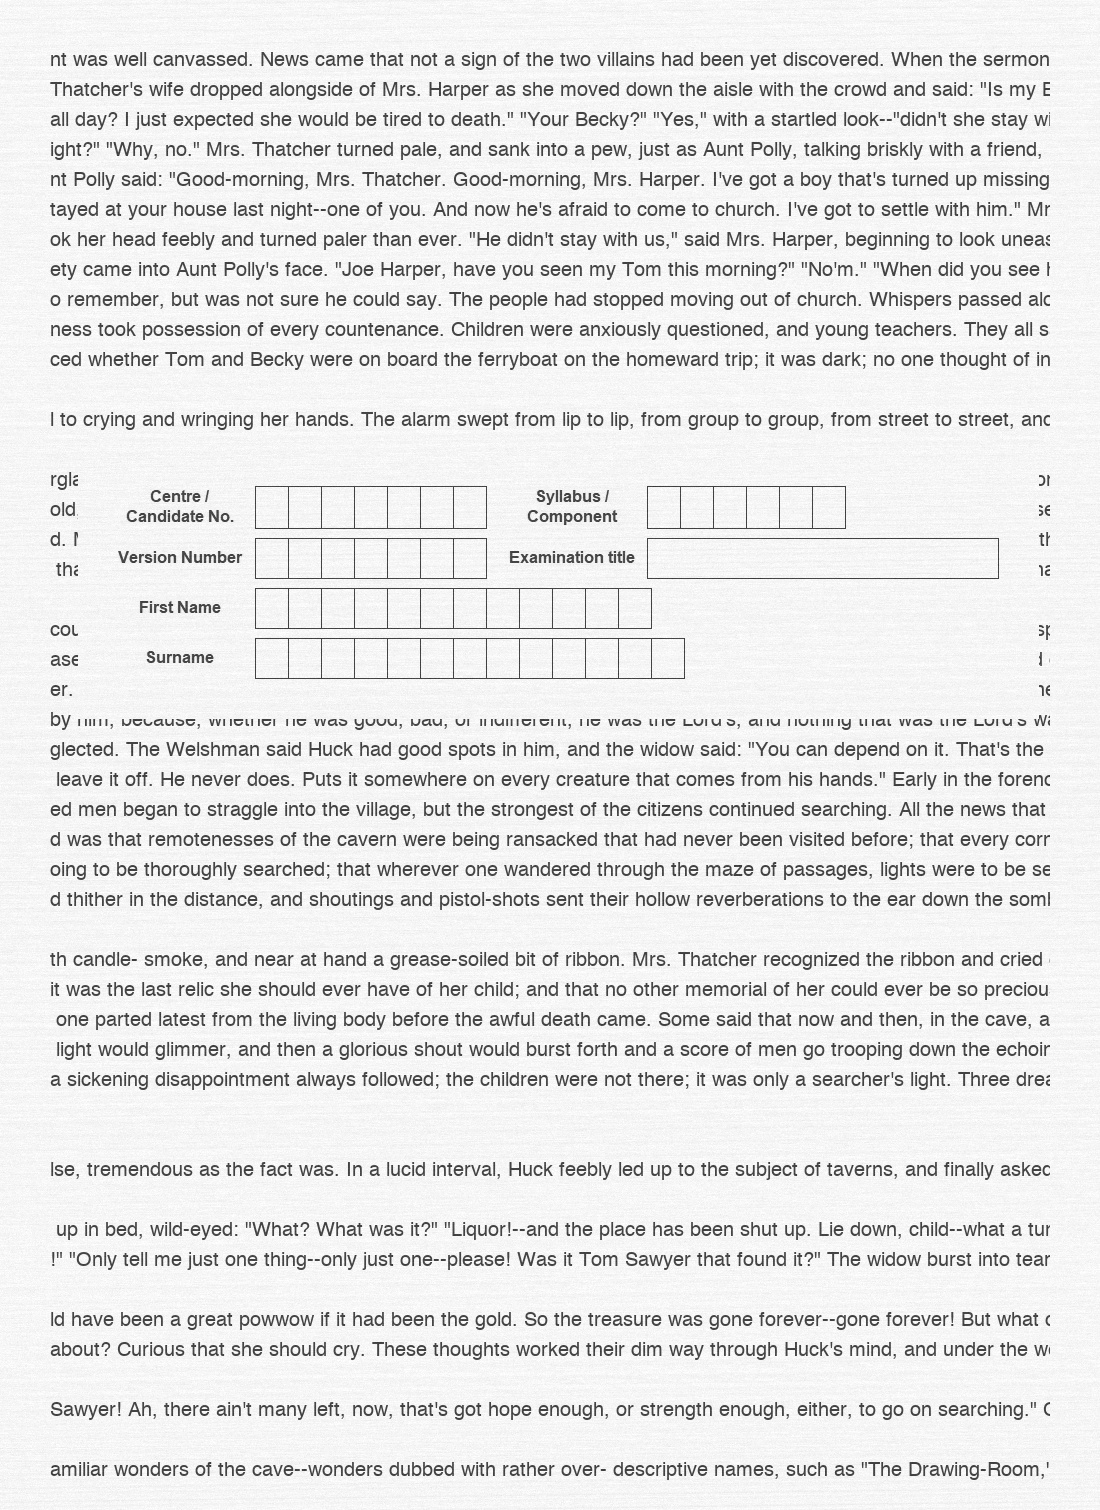 nt was well canvassed. News came that not a sign of the two villains had been yet discovered. When the sermon
Thatcher's wife dropped alongside of Mrs. Harper as she moved down the aisle with the crowd and said: "Is my
all day? I just expected she would be tired to death." "Your Becky?" "Yes," with a startled look--"didn't she stay wi
ight?" "Why, no." Mrs. Thatcher turned pale, and sank into a pew, just as Aunt Polly, talking briskly with a friend,
nt Polly said: "Good-morning, Mrs. Thatcher. Good-morning, Mrs. Harper. I've got a boy that's turned up missing
tayed at your house last night--one of you. And now he's afraid to come to church. I've got to settle with him." Mr
ok her head feebly and turned paler than ever. "He didn't stay with us," said Mrs. Harper, beginning to look uneas
ety came into Aunt Polly's face. "Joe Harper, have you seen my Tom this morning?" "No'm." "When did you see
o remember, but was not sure he could say. The people had stopped moving out of church. Whispers passed alo
ness took possession of every countenance. Children were anxiously questioned, and young teachers. They all s
ced whether Tom and Becky were on board the ferryboat on the homeward trip; it was dark; no one thought of in
l to crying and wringing her hands. The alarm swept from lip to lip, from group to group, from street to street, and
rgla
old
d.
tha
Centre / Candidate No.
Syllabus / Component
Version Number
Examination title
First Name
Surname
cou
ase
er.
by him, because, whether he was good, bad, or indifferent, he was the Lord's, and nothing that was the Lord's wa
glected. The Welshman said Huck had good spots in him, and the widow said: "You can depend on it. That's the
leave it off. He never does. Puts it somewhere on every creature that comes from his hands." Early in the foreno
ed men began to straggle into the village, but the strongest of the citizens continued searching. All the news that
d was that remotenesses of the cavern were being ransacked that had never been visited before; that every corn
oing to be thoroughly searched; that wherever one wandered through the maze of passages, lights were to be se
d thither in the distance, and shoutings and pistol-shots sent their hollow reverberations to the ear down the somb
th candle- smoke, and near at hand a grease-soiled bit of ribbon. Mrs. Thatcher recognized the ribbon and cried
it was the last relic she should ever have of her child; and that no other memorial of her could ever be so preciou
one parted latest from the living body before the awful death came. Some said that now and then, in the cave, a
light would glimmer, and then a glorious shout would burst forth and a score of men go trooping down the echoin
a sickening disappointment always followed; the children were not there; it was only a searcher's light. Three drea
lse, tremendous as the fact was. In a lucid interval, Huck feebly led up to the subject of taverns, and finally asked
up in bed, wild-eyed: "What? What was it?" "Liquor!--and the place has been shut up. Lie down, child--what a tur
!" "Only tell me just one thing--only just one--please! Was it Tom Sawyer that found it?" The widow burst into tear
ld have been a great powwow if it had been the gold. So the treasure was gone forever--gone forever! But what
about? Curious that she should cry. These thoughts worked their dim way through Huck's mind, and under the we
Sawyer! Ah, there ain't many left, now, that's got hope enough, or strength enough, either, to go on searching."
amiliar wonders of the cave--wonders dubbed with rather over- descriptive names, such as "The Drawing-Room,"